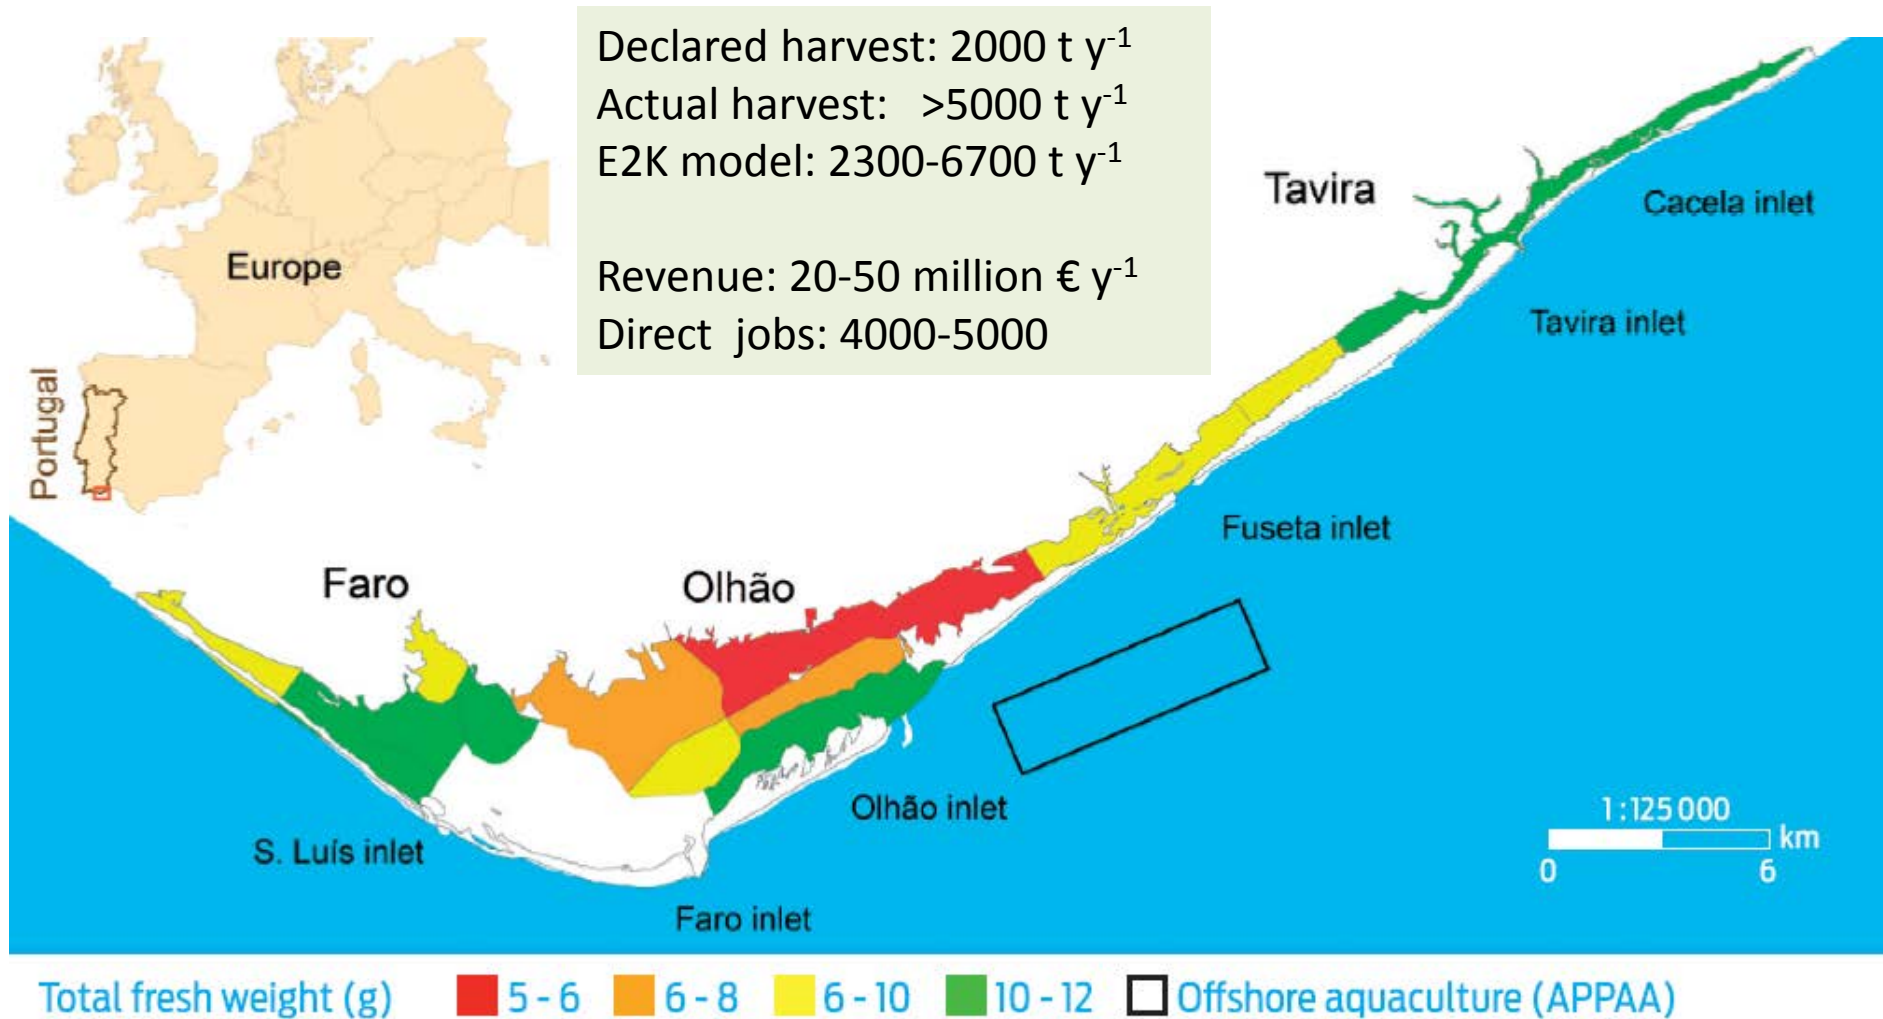 Declared harvest: 2000 t y-1
Actual harvest: >5000 t y-1
E2K model: 2300-6700 t y-1
Revenue: 20-50 million € y-1
Direct jobs: 4000-5000
Europe
Portugal
Tavira
Cacela inlet
Tavira inlet
Fuseta inlet
Faro
Olhão
Olhão inlet
S. Luís inlet
Faro inlet
1:125 000
km
0 6
Total fresh weight (g) 5 - 6 6 - 8 6 - 10 10 - 12 Offshore aquaculture (APPAA)